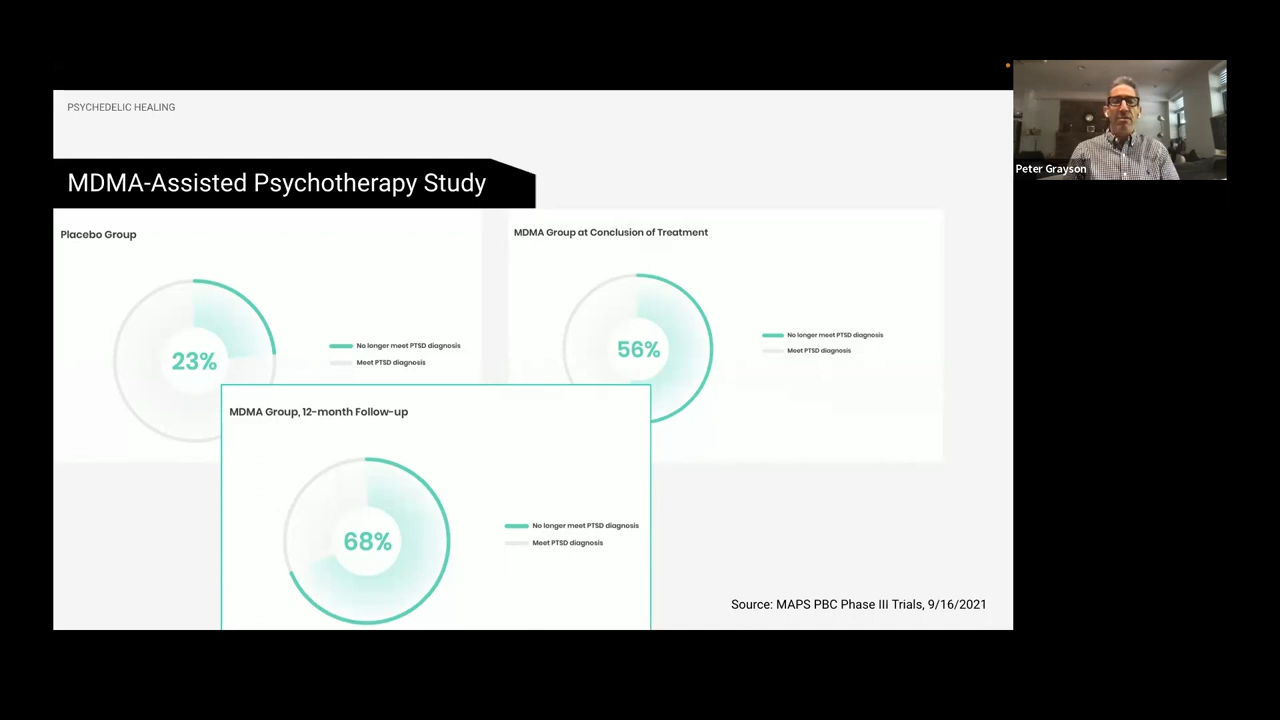 PSYCHEDELIC HEALING
Peter Grayson
MDMA-Assisted Psychotherapy Study
Placebo Group
23%
No longer meet PTSD diagnosis
Meet PTSD diagnosis
MDMA Group at Conclusion of Treatment
56%
No longer meet PTSD diagnosis
Meet PTSD diagnosis
MDMA Group, 12-month Follow-up
68%
No longer meet PTSD diagnosis
Meet PTSD diagnosis
Source: MAPS PBC Phase III Trials, 9/16/2021